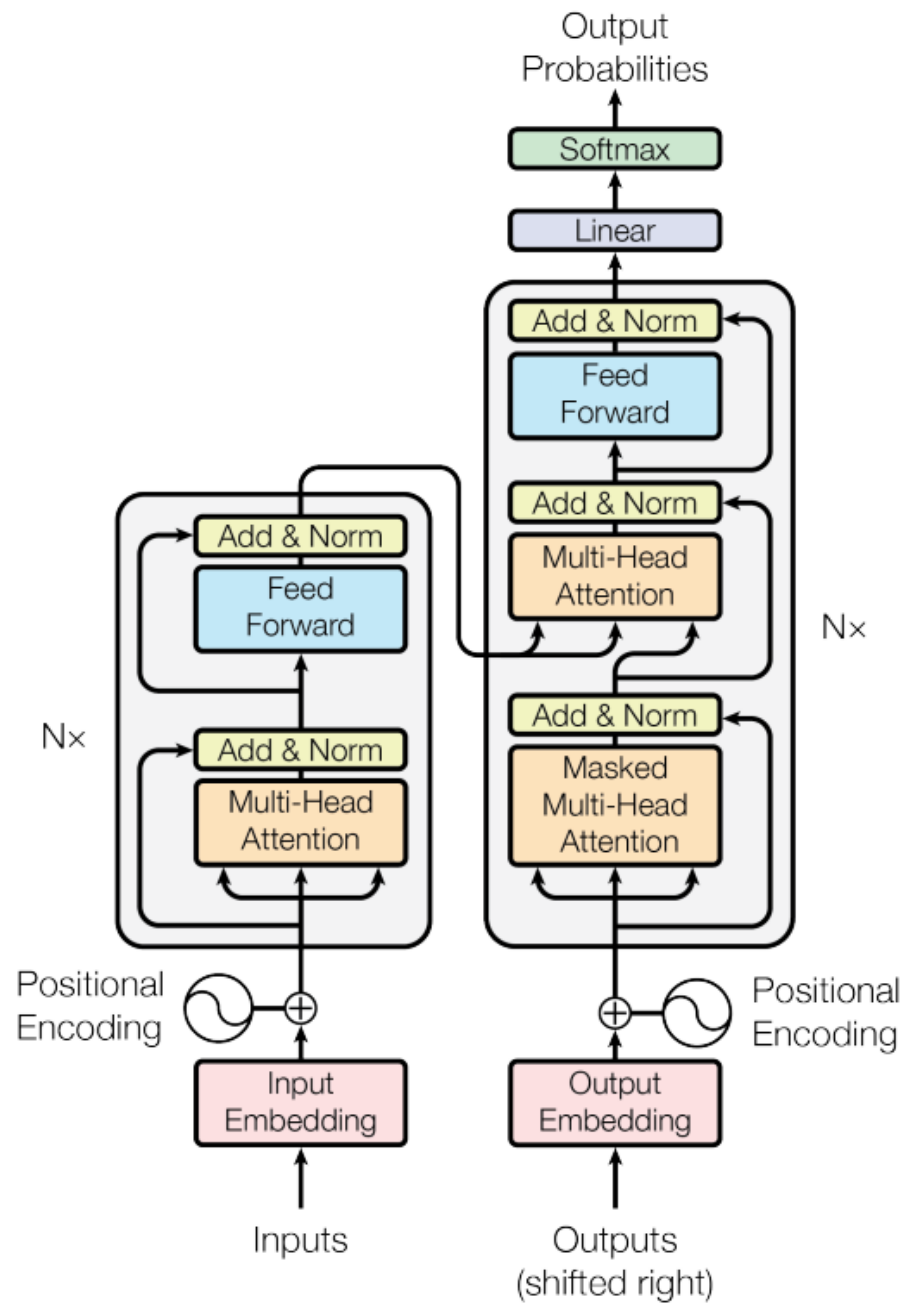 Output
Probabilities
Softmax
Linear
Add & Norm
Feed
Forward
Add & Norm
Multi-Head
Attention
Nx
Add & Norm
Masked
Multi-Head
Attention
Add & Norm
Feed
Forward
Nx
Add & Norm
Multi-Head
Attention
Positional
Encoding
Positional
Encoding
Input
Embedding
Output
Embedding
Inputs
Outputs
(shifted right)